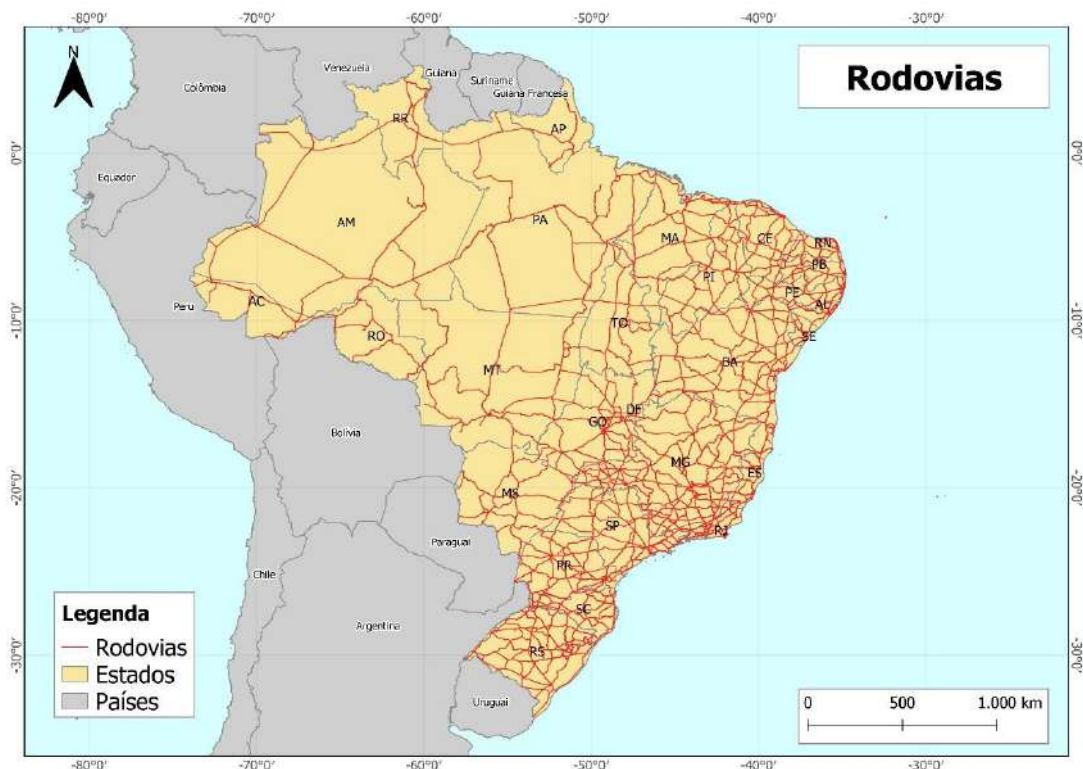 -80°0' -70°0' -60°0' -50°0' -40°0' -30°0'
N
Rodovias
Venezuela
Colômbia
Guiana
Suriname
Guiana Francesa
RR
AP
0°0' 0°0'
Equador
AM
PA
MA
CE
RN
PI
PB
PE
AL
Peru
AC
-10°0' -10°0'
TO
SE
RO
BA
MT
DF
GO
Bolívia
MG
ES
-20°0' -20°0'
MS
SP
RJ
Paraguai
PR
Chile
SC
Argentina
RS
-30°0' -30°0'
Uruguai
Legenda
Rodovias
Estados
Países
0 500 1.000 km
-80°0' -70°0' -60°0' -50°0' -40°0' -30°0'